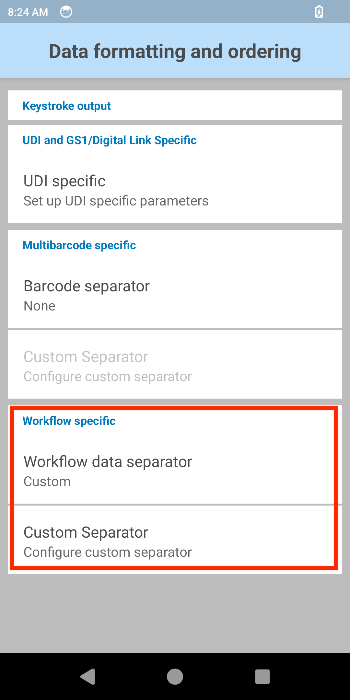 8:24 AM
Data formatting and ordering
Keystroke output
UDI and GS1/Digital Link Specific
UDI specific
Set up UDI specific parameters
Multibarcode specific
Barcode separator
None
Custom Separator
Configure custom separator
Workflow specific
Workflow data separator
Custom
Custom Separator
Configure custom separator